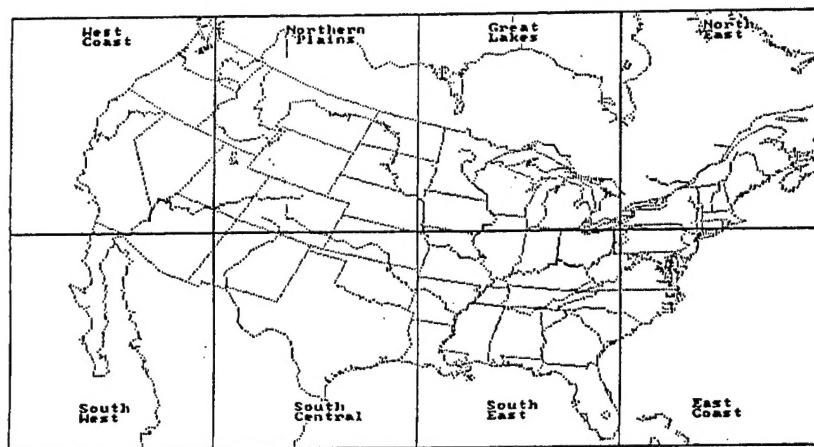 West
Coast
Northern
Plains
Great
Lakes
North
East
South
West
South
Central
South
East
East
Coast